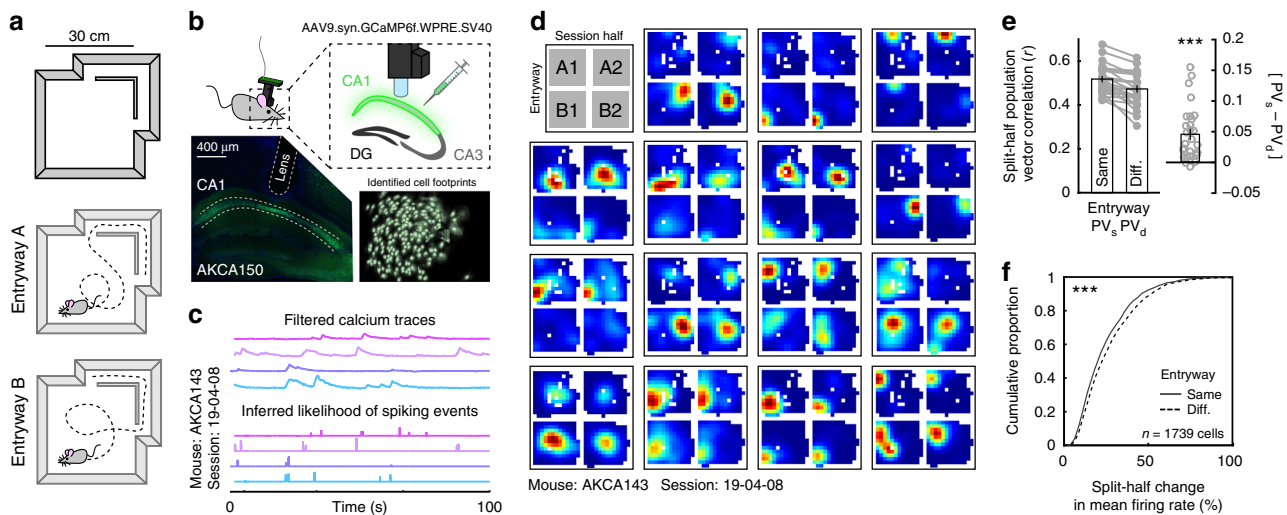 a
30 cm
Entryway A
Entryway B
b
AAV9.syn.GCaMP6f.WPRE.SV40
CA1
DG
CA3
400 μm
Lens
CA1
AKCA150
Identified cell footprints
c
Filtered calcium traces
Inferred likelihood of spiking events
Mouse: AKCA143
Session: 19-04-08
0
Time (s)
100
d
Session half
Entryway
A1 A2
B1 B2
Mouse: AKCA143 Session: 19-04-08
e
Split-half population
vector correlation (r)
0.6
0.4
0.2
0
Same
Diff.
Entryway
PVs PVd
***
0.2
0.15
0.1
0.05
0
−0.05
[ PVs − PVd ]
f
Cumulative proportion
1
0.8
0.6
0.4
0.2
0
***
Entryway
Same
Diff.
n = 1739 cells
0
50
100
Split-half change
in mean firing rate (%)